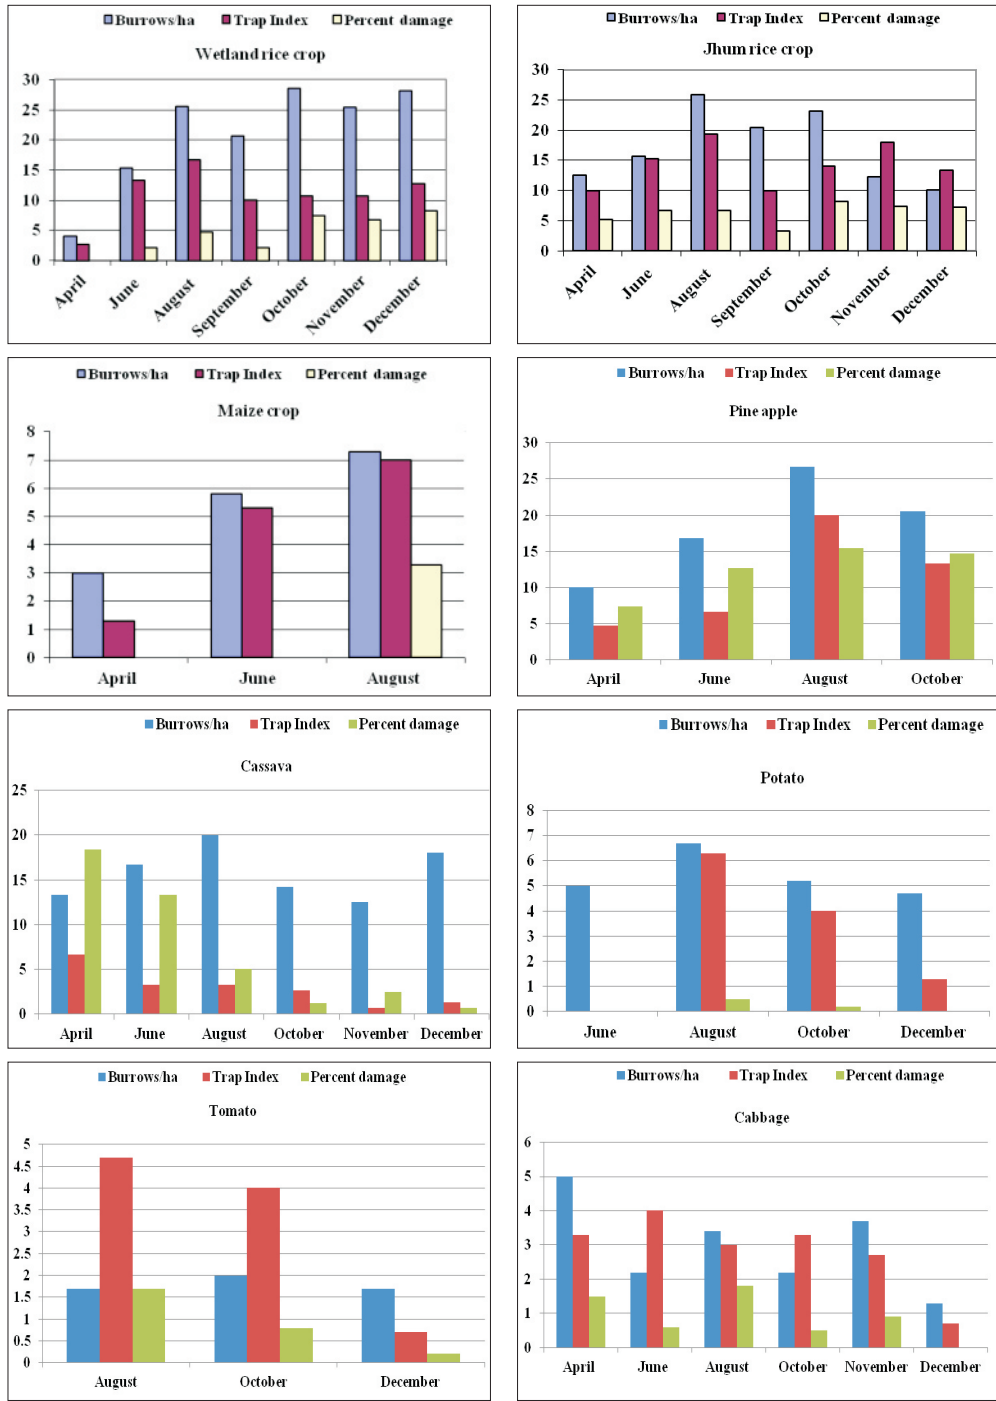 Burrows/ha Trap Index Percent damage
Wetland rice crop
30
25
20
15
10
5
0
April June August September October November December
Burrows/ha Trap Index Percent damage
Jhum rice crop
30
25
20
15
10
5
0
April June August September October November December
Burrows/ha Trap Index Percent damage
Maize crop
8
7
6
5
4
3
2
1
0
April June August
Burrows/ha Trap Index Percent damage
Pine apple
30
25
20
15
10
5
0
April June August October
Burrows/ha Trap Index Percent damage
Cassava
25
20
15
10
5
0
April June August October November December
Burrows/ha Trap Index Percent damage
Potato
8
7
6
5
4
3
2
1
0
June August October December
Burrows/ha Trap Index Percent damage
Tomato
5
4.5
4
3.5
3
2.5
2
1.5
1
0.5
0
August October December
Burrows/ha Trap Index Percent damage
Cabbage
6
5
4
3
2
1
0
April June August October November December